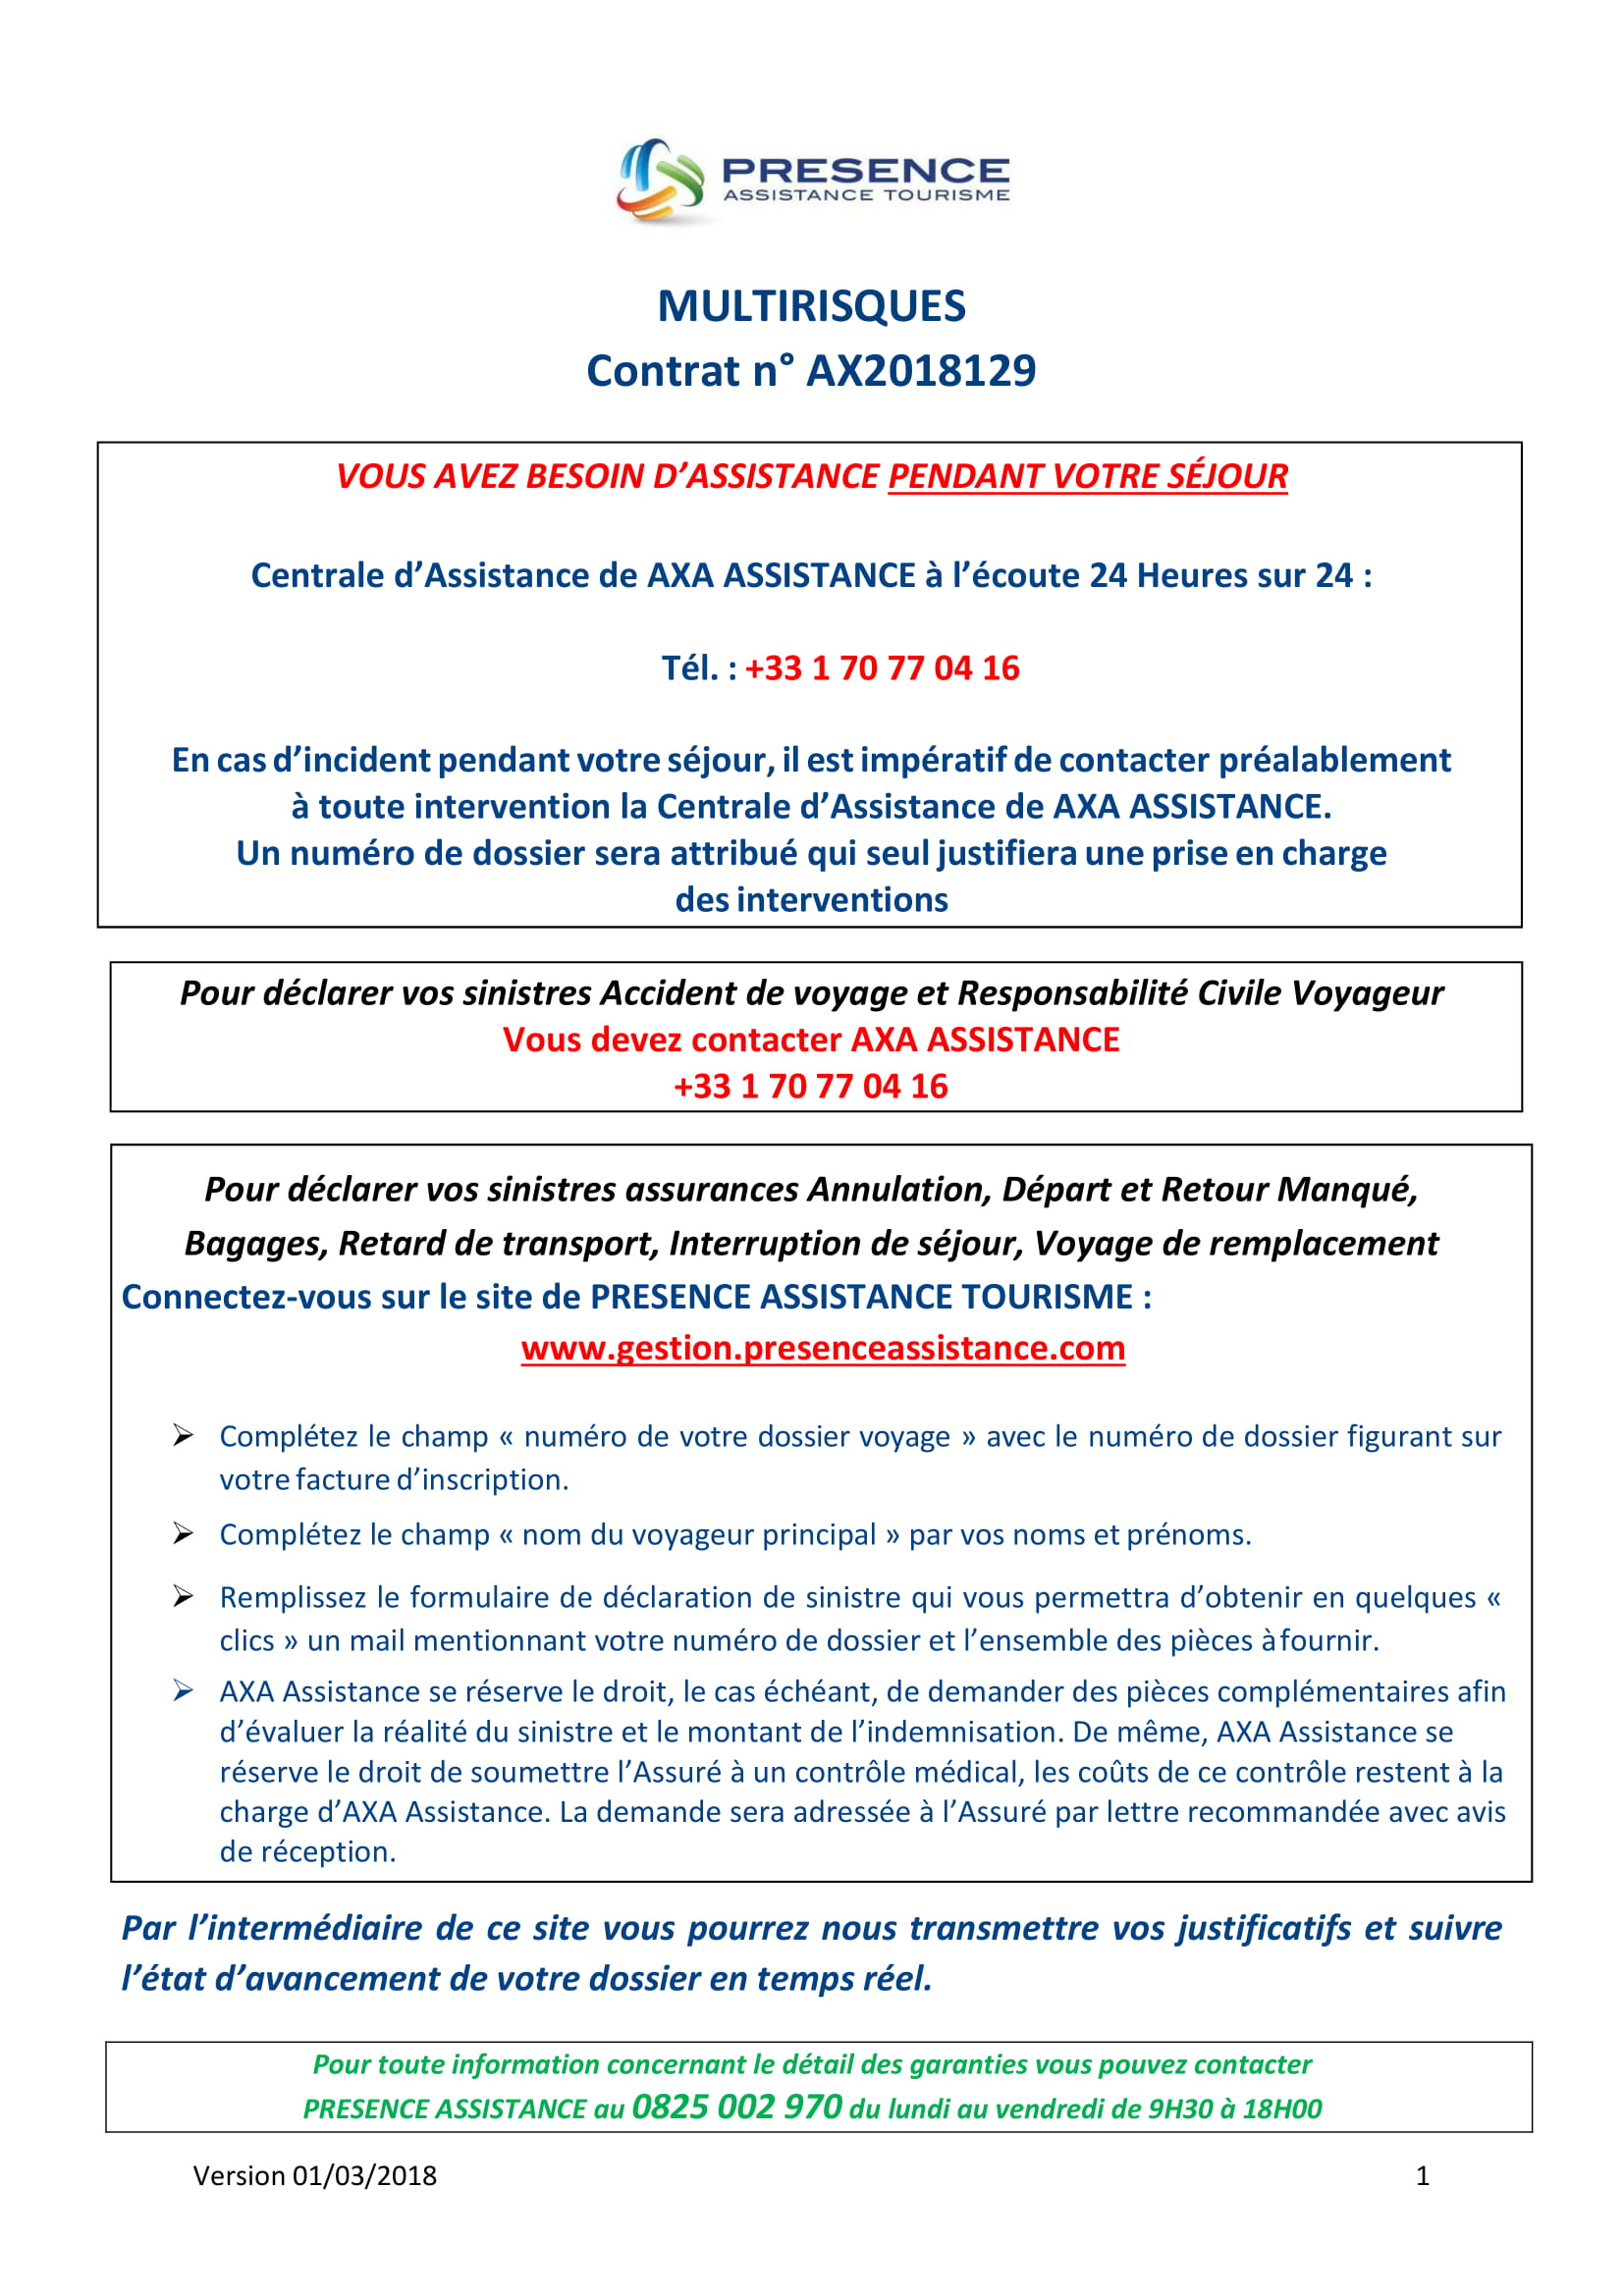 PRESENCE
ASSISTANCE TOURISME
MULTIRISQUES
Contrat n° AX2018129
VOUS AVEZ BESOIN D’ASSISTANCE PENDANT VOTRE SÉJOUR
Centrale d’Assistance de AXA ASSISTANCE à l’écoute 24 Heures sur 24 :
Tél. : +33 1 70 77 04 16
En cas d’incident pendant votre séjour, il est impératif de contacter préalablement
à toute intervention la Centrale d’Assistance de AXA ASSISTANCE.
Un numéro de dossier sera attribué qui seul justifiera une prise en charge
des interventions
Pour déclarer vos sinistres Accident de voyage et Responsabilité Civile Voyageur
Vous devez contacter AXA ASSISTANCE
+33 1 70 77 04 16
Pour déclarer vos sinistres assurances Annulation, Départ et Retour Manqué,
Bagages, Retard de transport, Interruption de séjour, Voyage de remplacement
Connectez-vous sur le site de PRESENCE ASSISTANCE TOURISME :
www.gestion.presenceassistance.com
➢ Complétez le champ « numéro de votre dossier voyage » avec le numéro de dossier figurant sur
votre facture d’inscription.
➢ Complétez le champ « nom du voyageur principal » par vos noms et prénoms.
➢ Remplissez le formulaire de déclaration de sinistre qui vous permettra d’obtenir en quelques «
clics » un mail mentionnant votre numéro de dossier et l’ensemble des pièces à fournir.
➢ AXA Assistance se réserve le droit, le cas échéant, de demander des pièces complémentaires afin
d’évaluer la réalité du sinistre et le montant de l’indemnisation. De même, AXA Assistance se
réserve le droit de soumettre l’Assuré à un contrôle médical, les coûts de ce contrôle restent à la
charge d’AXA Assistance. La demande sera adressée à l’Assuré par lettre recommandée avec avis
de réception.
Par l’intermédiaire de ce site vous pourrez nous transmettre vos justificatifs et suivre
l’état d’avancement de votre dossier en temps réel.
Pour toute information concernant le détail des garanties vous pouvez contacter
PRESENCE ASSISTANCE au 0825 002 970 du lundi au vendredi de 9H30 à 18H00
Version 01/03/2018 1